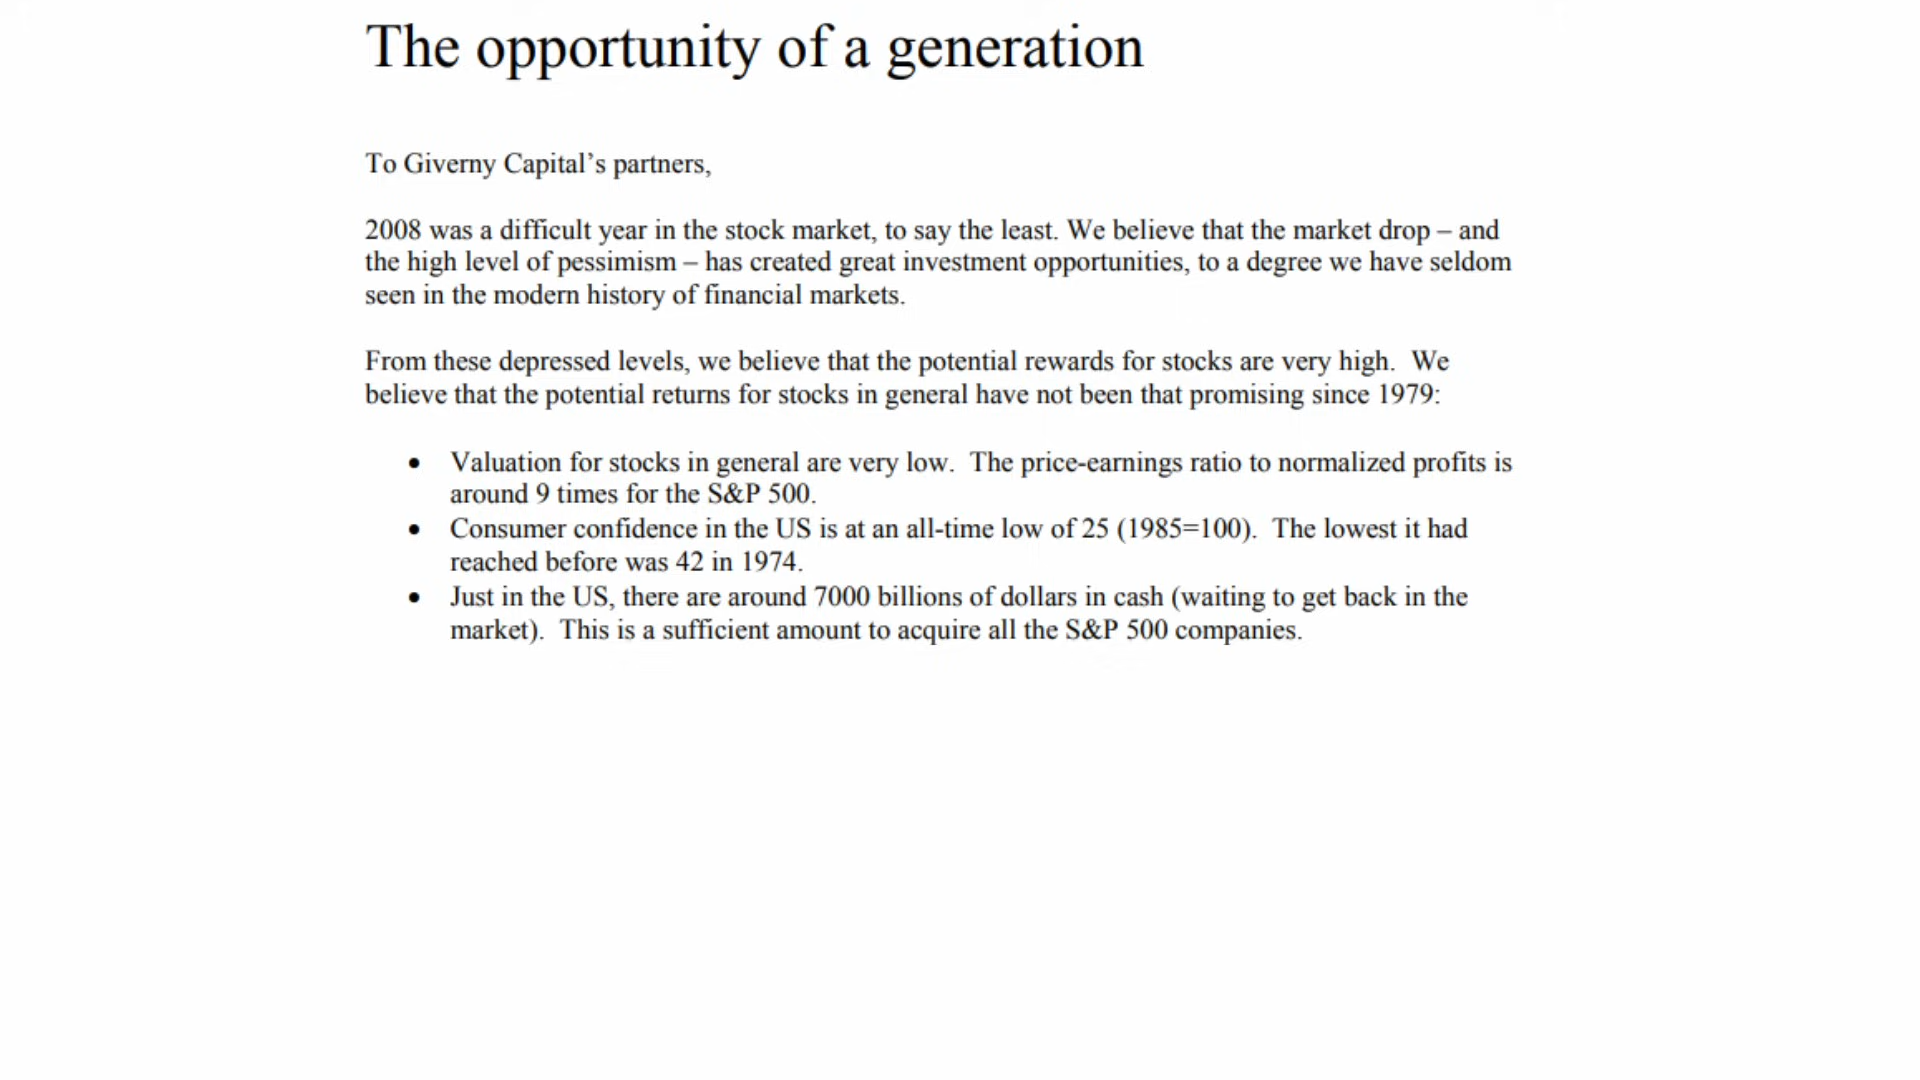 The opportunity of a generation
To Giverny Capital’s partners,
2008 was a difficult year in the stock market, to say the least. We believe that the market drop – and
the high level of pessimism – has created great investment opportunities, to a degree we have seldom
seen in the modern history of financial markets.
From these depressed levels, we believe that the potential rewards for stocks are very high.  We
believe that the potential returns for stocks in general have not been that promising since 1979:
• Valuation for stocks in general are very low.  The price-earnings ratio to normalized profits is
around 9 times for the S&P 500.
• Consumer confidence in the US is at an all-time low of 25 (1985=100).  The lowest it had
reached before was 42 in 1974.
• Just in the US, there are around 7000 billions of dollars in cash (waiting to get back in the
market).  This is a sufficient amount to acquire all the S&P 500 companies.